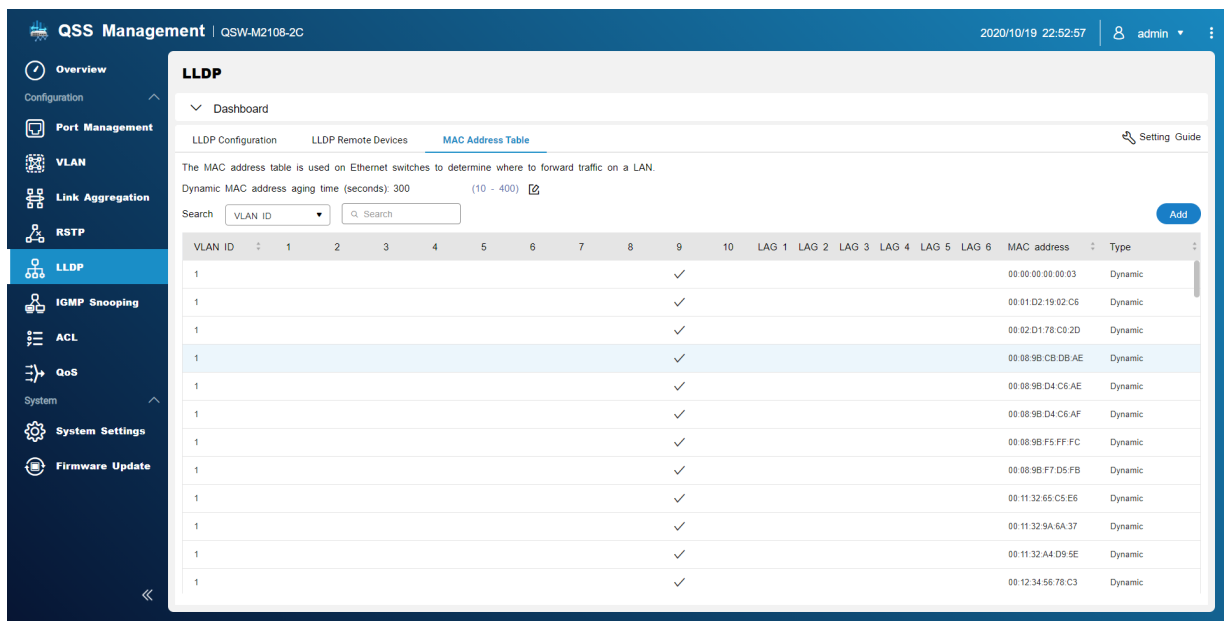 QSS Management | QSW-M2108-2C 2020/10/19 22:52:57 admin
Overview
Configuration
Port Management
VLAN
Link Aggregation
RSTP
LLDP
IGMP Snooping
ACL
QoS
System
System Settings
Firmware Update
LLDP
Dashboard
LLDP Configuration LLDP Remote Devices MAC Address Table Setting Guide
The MAC address table is used on Ethernet switches to determine where to forward traffic on a LAN.
Dynamic MAC address aging time (seconds): 300 (10 - 400)
Search VLAN ID Search Add
VLAN ID 1 2 3 4 5 6 7 8 9 10 LAG 1 LAG 2 LAG 3 LAG 4 LAG 5 LAG 6 MAC address Type
1 ✓ 00:00:00:00:00:03 Dynamic
1 ✓ 00:01:D2:19:02:C6 Dynamic
1 ✓ 00:02:D1:78:C0:2D Dynamic
1 ✓ 00:08:9B:CB:DB:AE Dynamic
1 ✓ 00:08:9B:D4:C6:AE Dynamic
1 ✓ 00:08:9B:D4:C6:AF Dynamic
1 ✓ 00:08:9B:F5:FF:FC Dynamic
1 ✓ 00:08:9B:F7:D5:FB Dynamic
1 ✓ 00:11:32:65:C5:E6 Dynamic
1 ✓ 00:11:32:9A:6A:37 Dynamic
1 ✓ 00:11:32:A4:D9:5E Dynamic
1 ✓ 00:12:34:56:78:C3 Dynamic